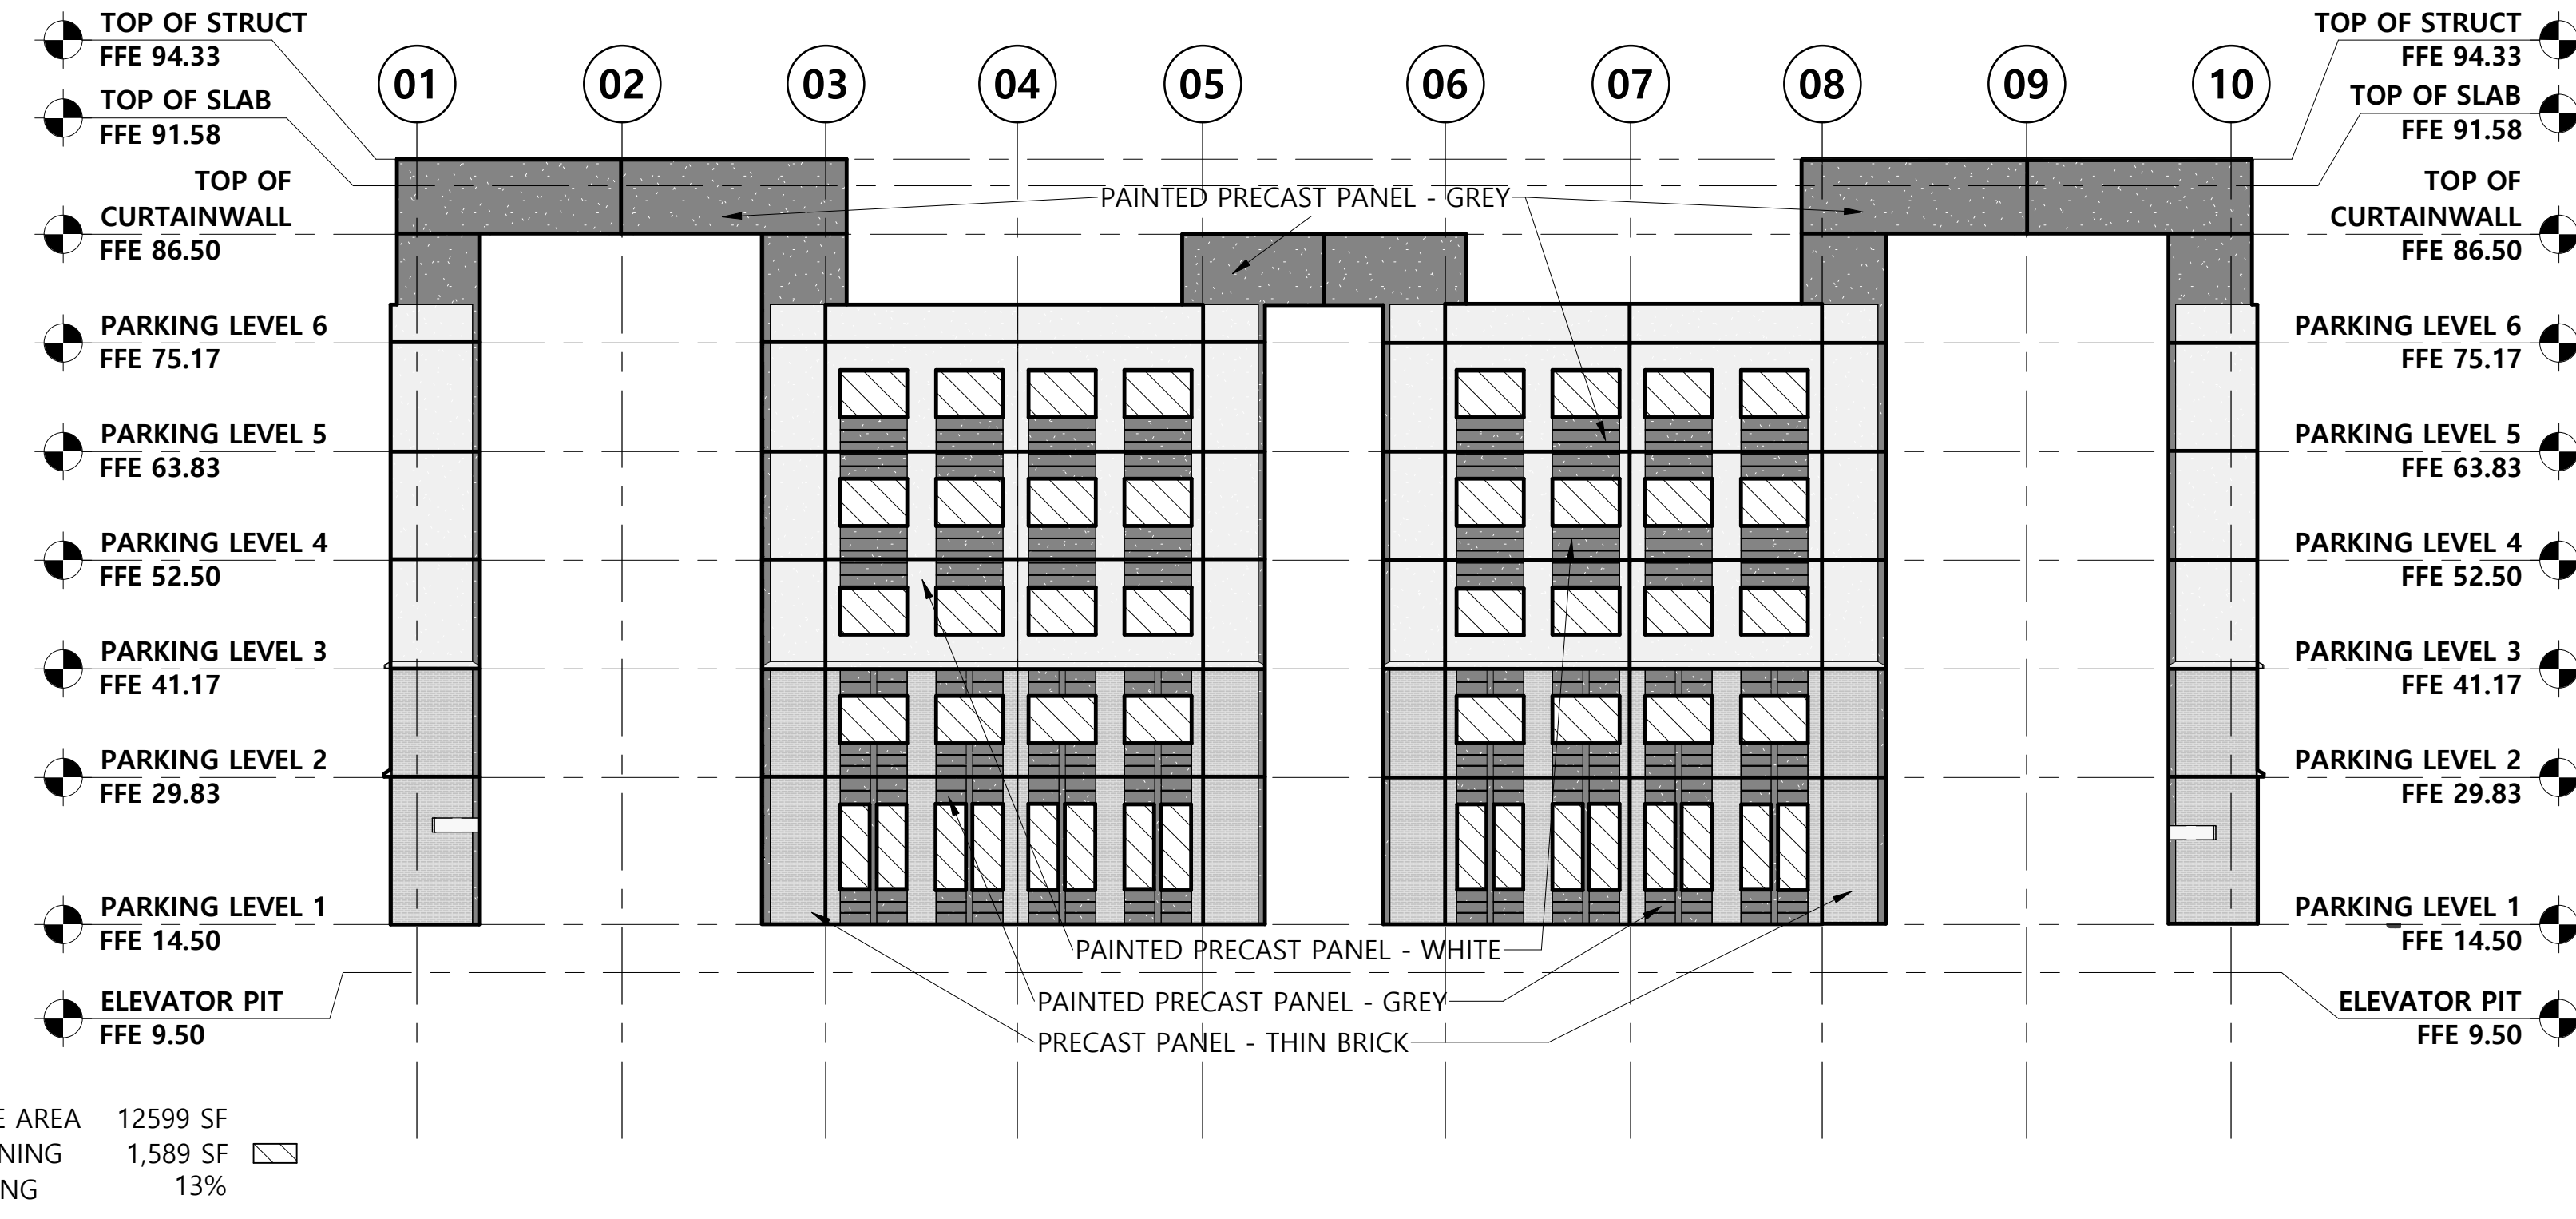 TOP OF STRUCT
FFE 94.33
TOP OF SLAB
FFE 91.58
TOP OF
CURTAINWALL
FFE 86.50
PARKING LEVEL 6
FFE 75.17
PARKING LEVEL 5
FFE 63.83
PARKING LEVEL 4
FFE 52.50
PARKING LEVEL 3
FFE 41.17
PARKING LEVEL 2
FFE 29.83
PARKING LEVEL 1
FFE 14.50
ELEVATOR PIT
FFE 9.50
01 02 03 04 05 06 07 08 09 10
PAINTED PRECAST PANEL - GREY
PAINTED PRECAST PANEL - WHITE
PAINTED PRECAST PANEL - GREY
PRECAST PANEL - THIN BRICK
TOP OF STRUCT
FFE 94.33
TOP OF SLAB
FFE 91.58
TOP OF
CURTAINWALL
FFE 86.50
PARKING LEVEL 6
FFE 75.17
PARKING LEVEL 5
FFE 63.83
PARKING LEVEL 4
FFE 52.50
PARKING LEVEL 3
FFE 41.17
PARKING LEVEL 2
FFE 29.83
PARKING LEVEL 1
FFE 14.50
ELEVATOR PIT
FFE 9.50
E AREA 12599 SF
NING 1,589 SF
NG 13%